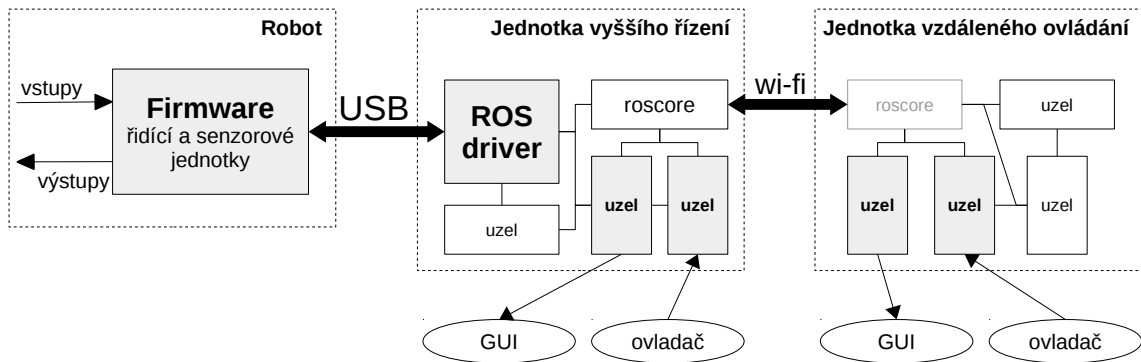 Robot
vstupy
Firmware
řidící a senzorové
jednotky
výstupy
USB
Jednotka vyššího řízení
ROS
driver
roscore
uzel
uzel
uzel
GUI
ovladač
wi-fi
Jednotka vzdáleného ovládání
roscore
uzel
uzel
uzel
uzel
GUI
ovladač